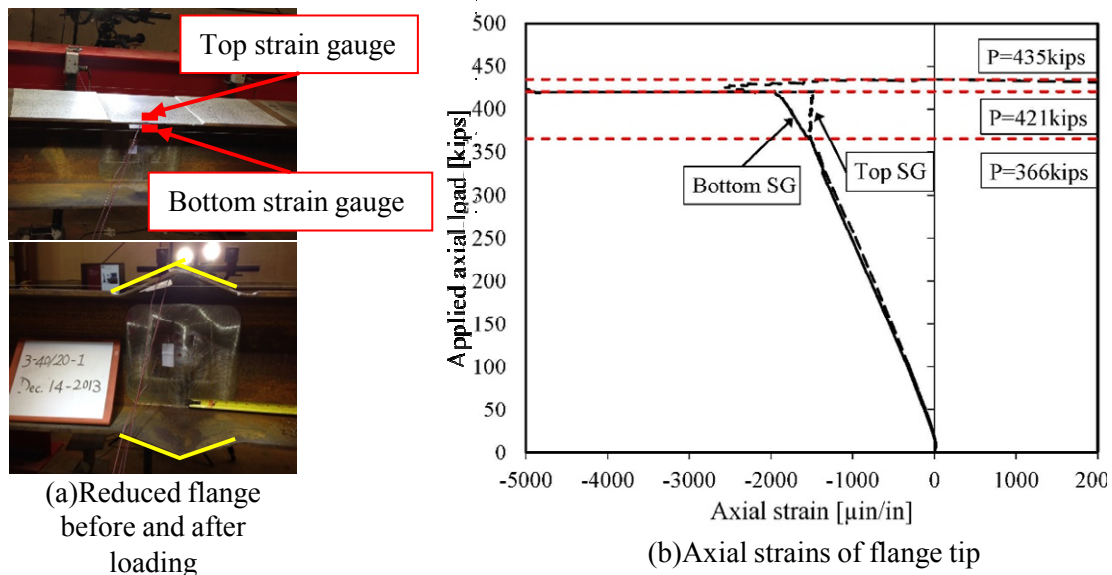 Top strain gauge
Bottom strain gauge
3-40/20-1
Dec. 14-2013
(a)Reduced flange
before and after
loading
Applied axial load [kips]
500
450
400
350
300
250
200
150
100
50
0
P=435kips
P=421kips
P=366kips
Bottom SG
Top SG
-5000
-4000
-3000
-2000
-1000
0
1000
200
Axial strain [µin/in]
(b)Axial strains of flange tip